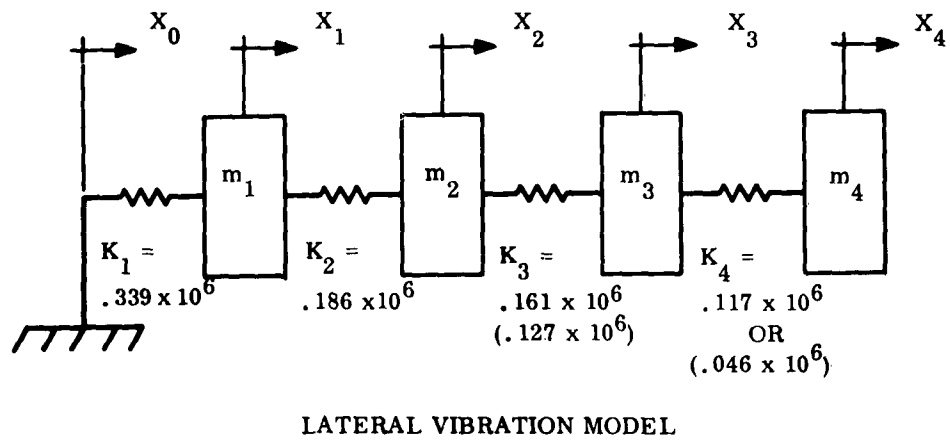 X0 X1 X2 X3 X4
m1 m2 m3 m4
K1 = K2 = K3 = K4 =
.339 x 10^6 .186 x10^6 .161 x 10^6 .117 x 10^6
(.127 x 10^6) OR
(.046 x 10^6)
LATERAL VIBRATION MODEL